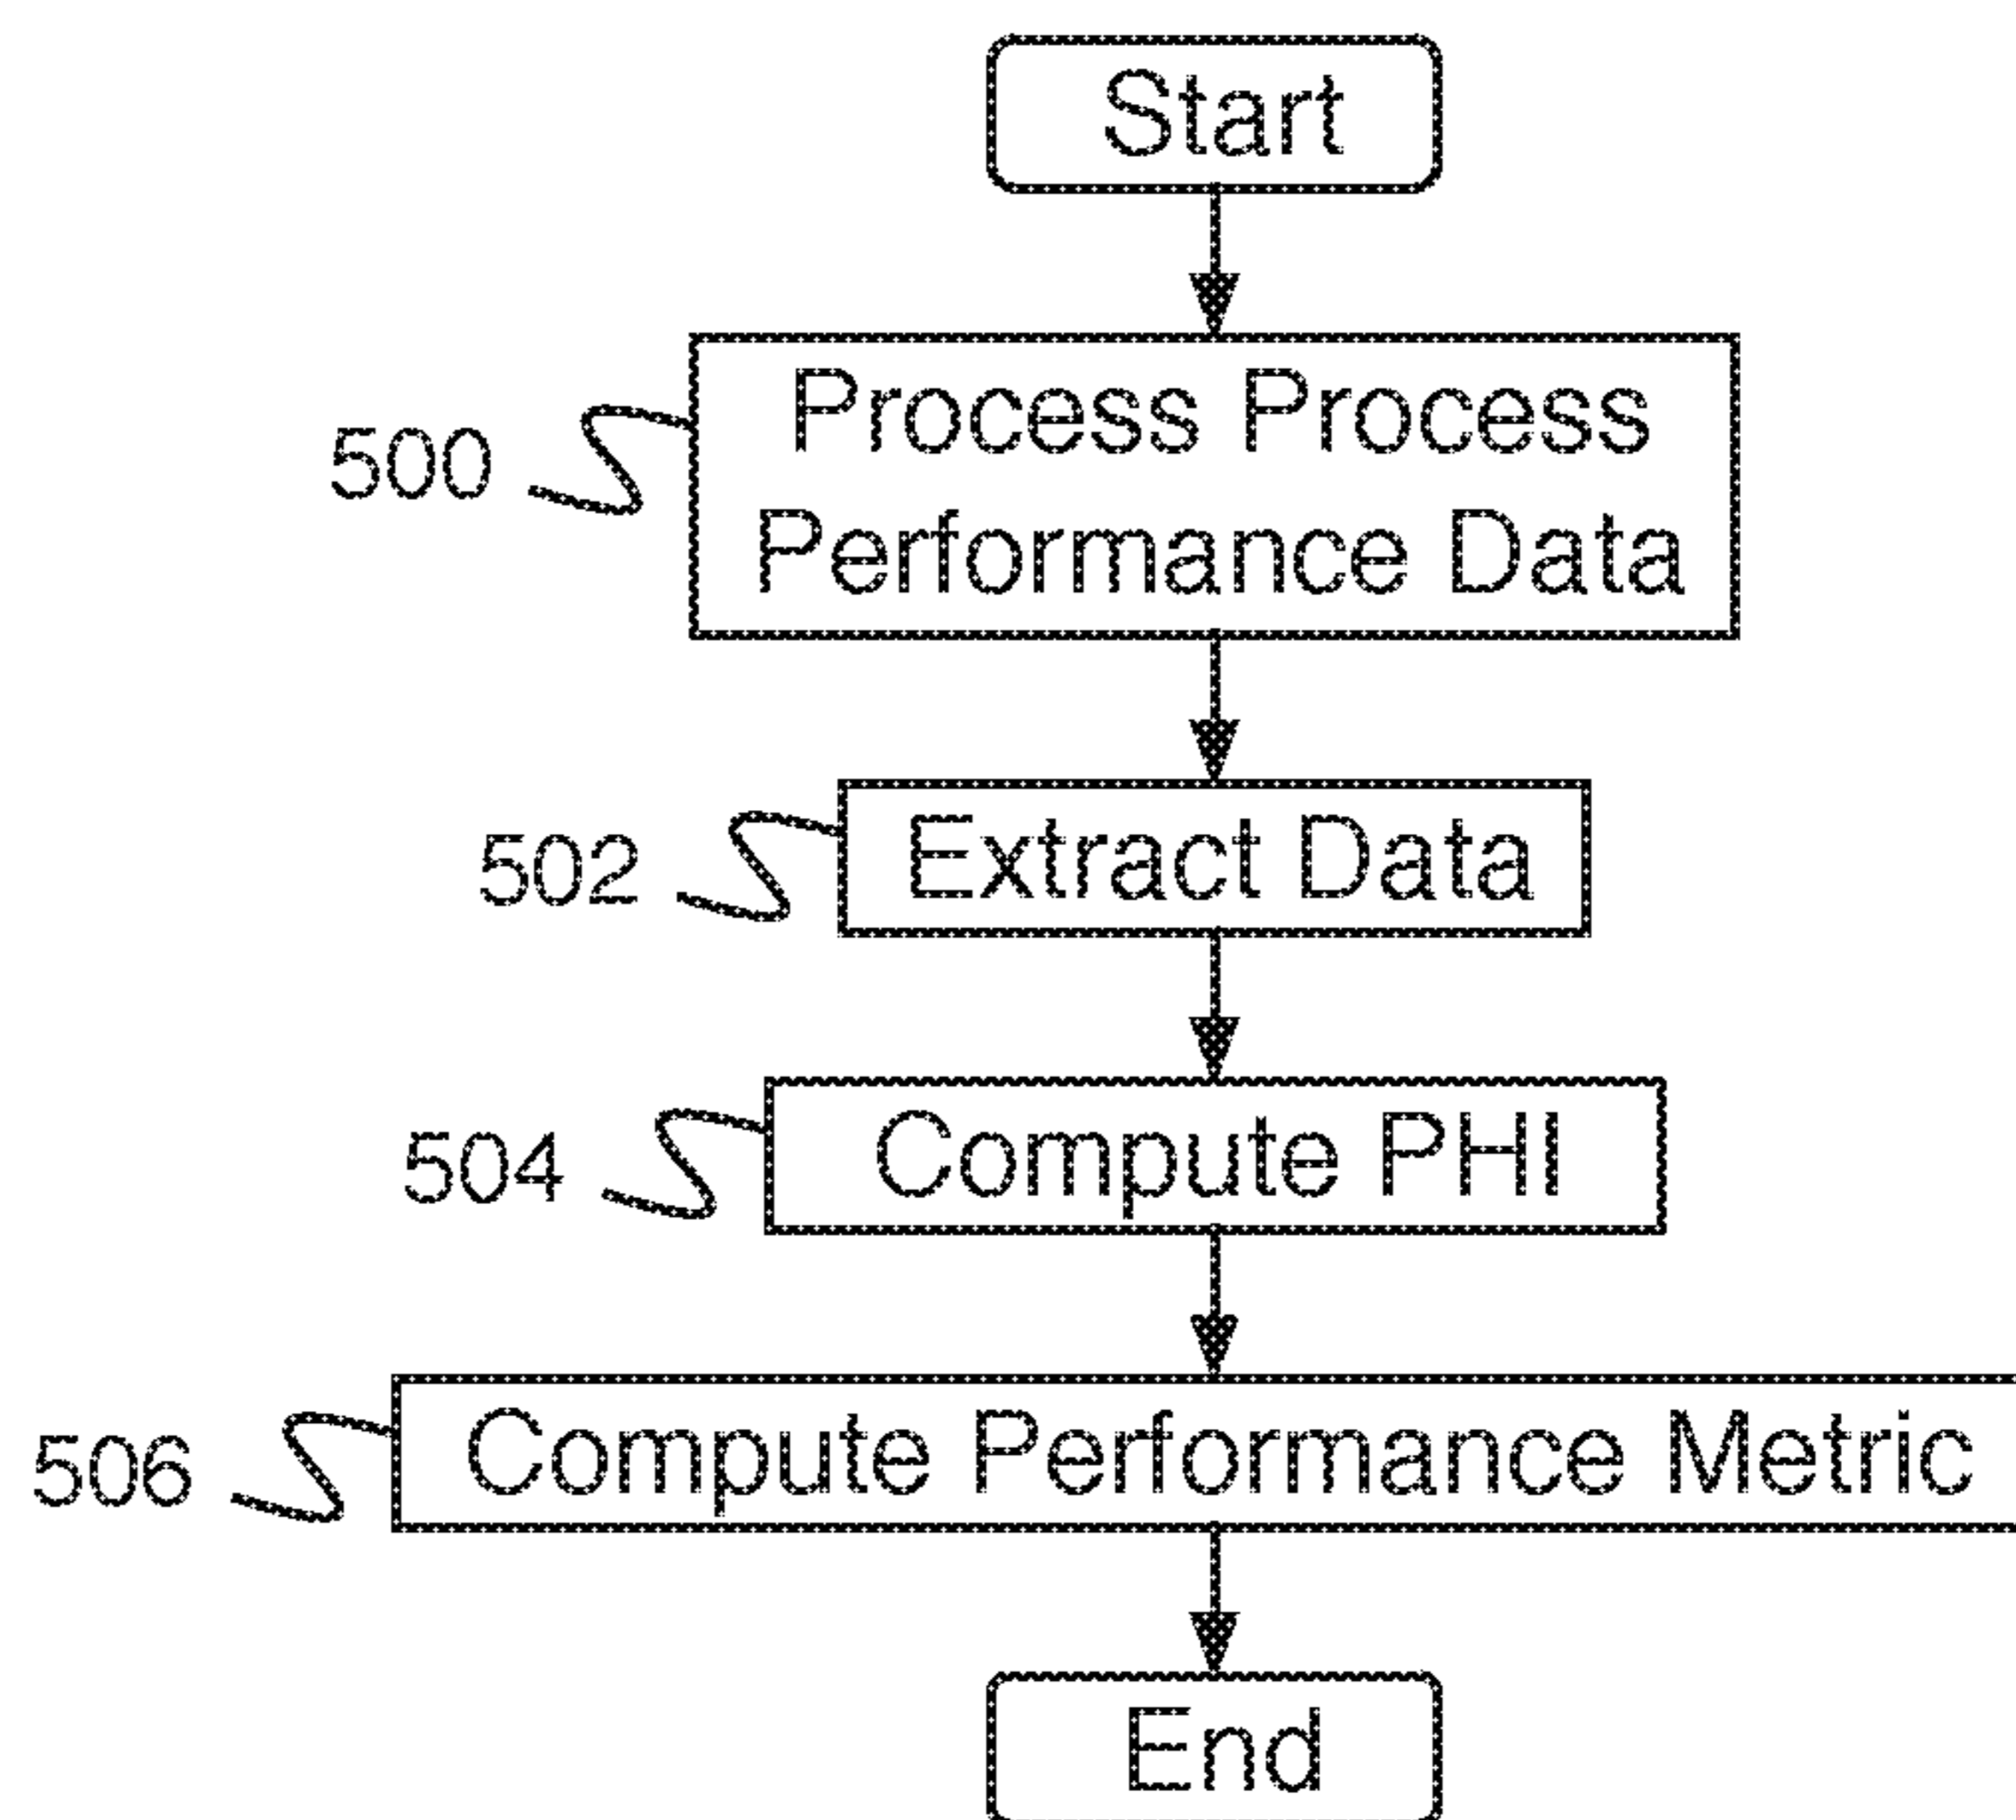 Start
500
Process Process
Performance Data
502
Extract Data
504
Compute PHI
506
Compute Performance Metric
End